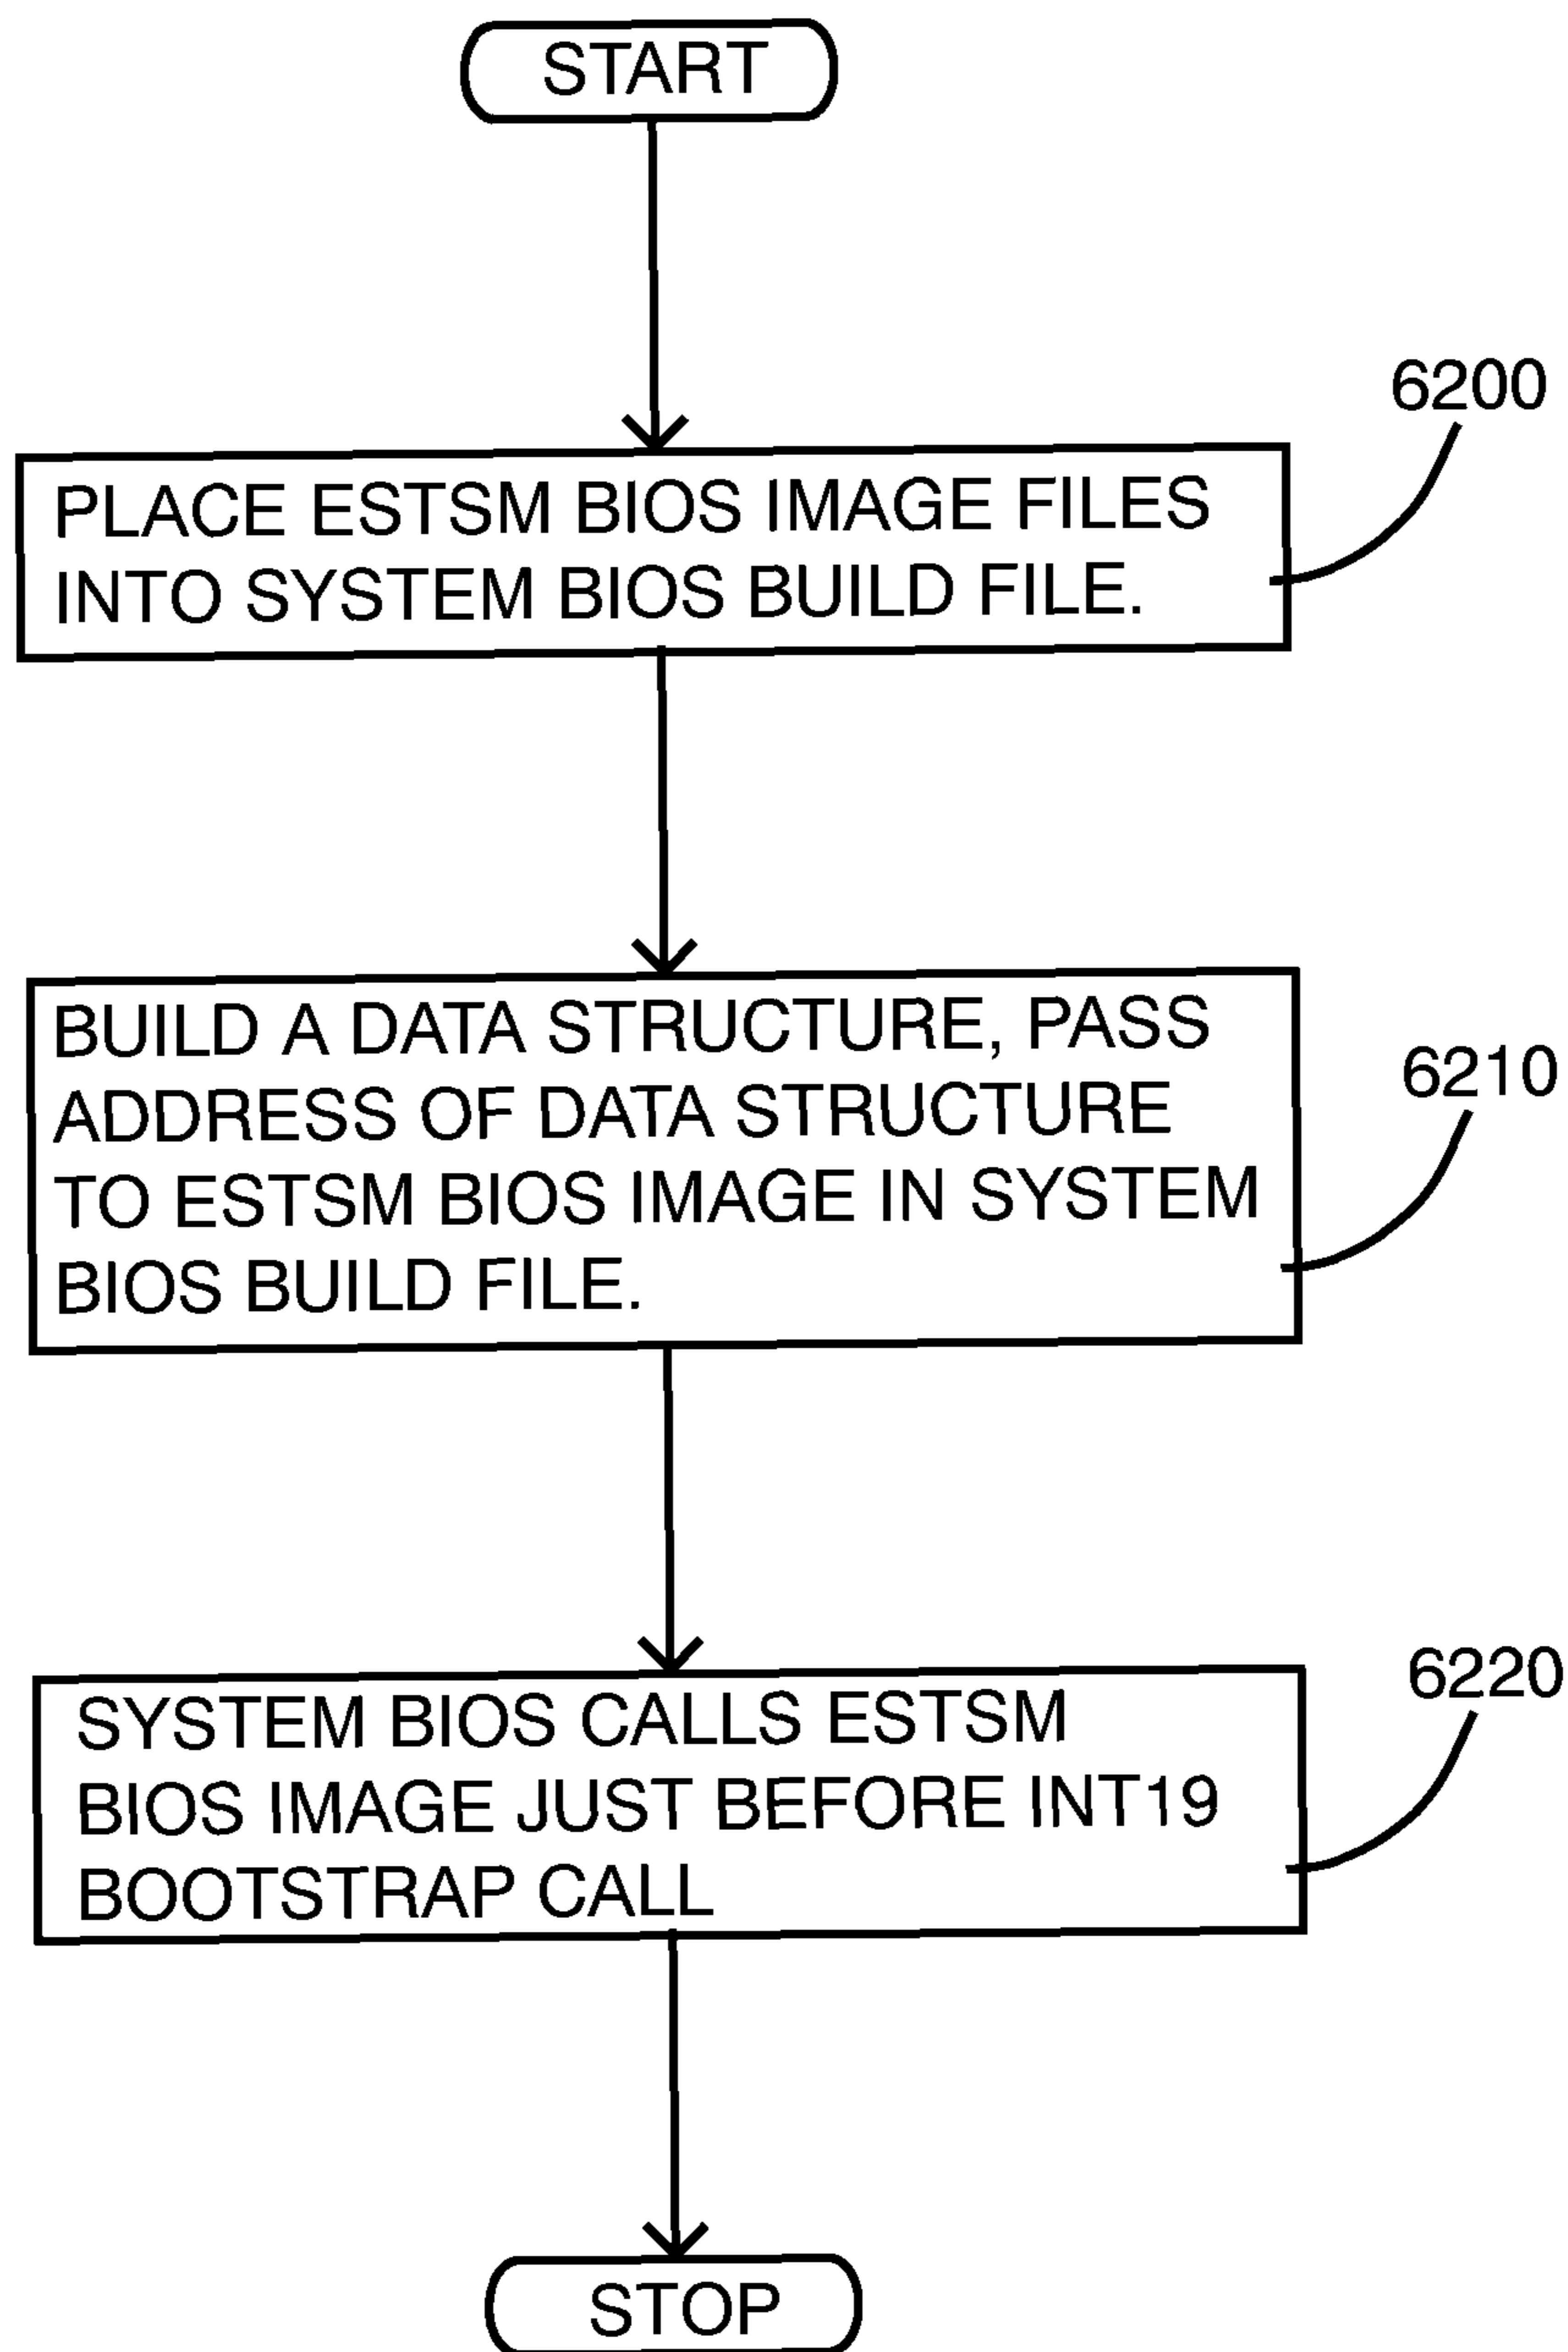 START
6200
PLACE ESTSM BIOS IMAGE FILES
INTO SYSTEM BIOS BUILD FILE.
BUILD A DATA STRUCTURE, PASS
ADDRESS OF DATA STRUCTURE
6210
TO ESTSM BIOS IMAGE IN SYSTEM
BIOS BUILD FILE.
6220
SYSTEM BIOS CALLS ESTSM
BIOS IMAGE JUST BEFORE INT19
BOOTSTRAP CALL
STOP